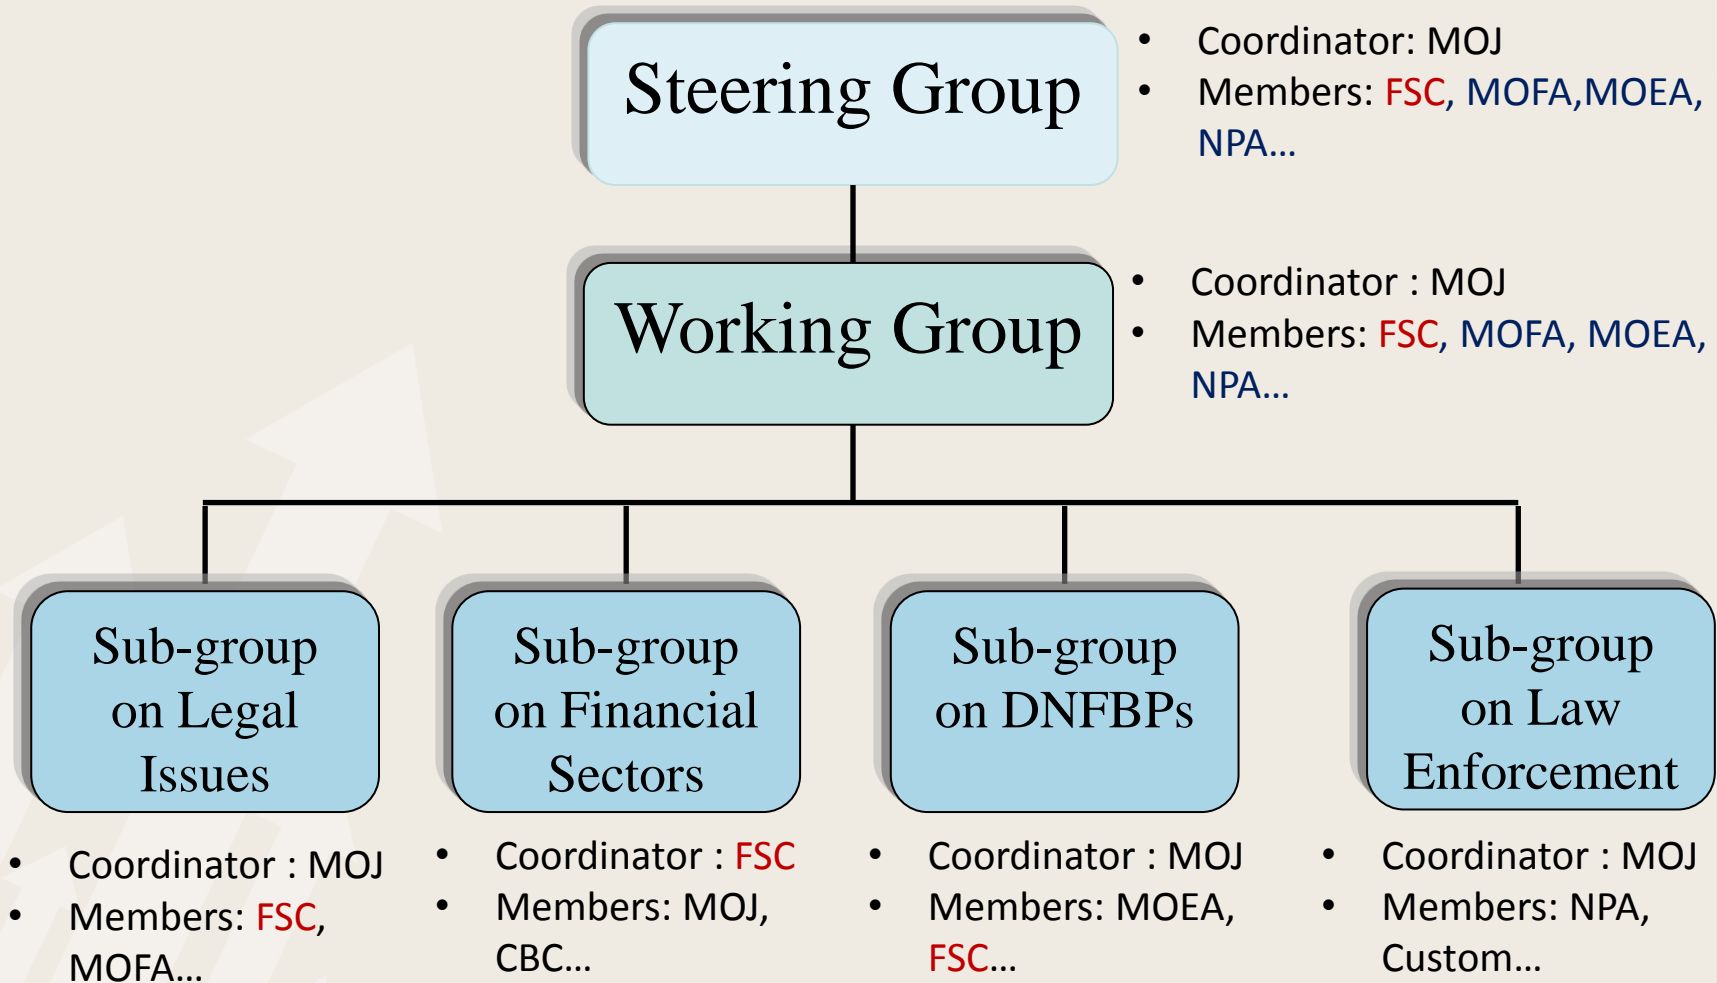 Steering Group
• Coordinator: MOJ
• Members: FSC, MOFA,MOEA,
NPA…
Working Group
• Coordinator : MOJ
• Members: FSC, MOFA, MOEA,
NPA…
Sub-group
on Legal
Issues
• Coordinator : MOJ
• Members: FSC,
MOFA…
Sub-group
on Financial
Sectors
• Coordinator : FSC
• Members: MOJ,
CBC…
Sub-group
on DNFBPs
• Coordinator : MOJ
• Members: MOEA,
FSC…
Sub-group
on Law
Enforcement
• Coordinator : MOJ
• Members: NPA,
Custom…